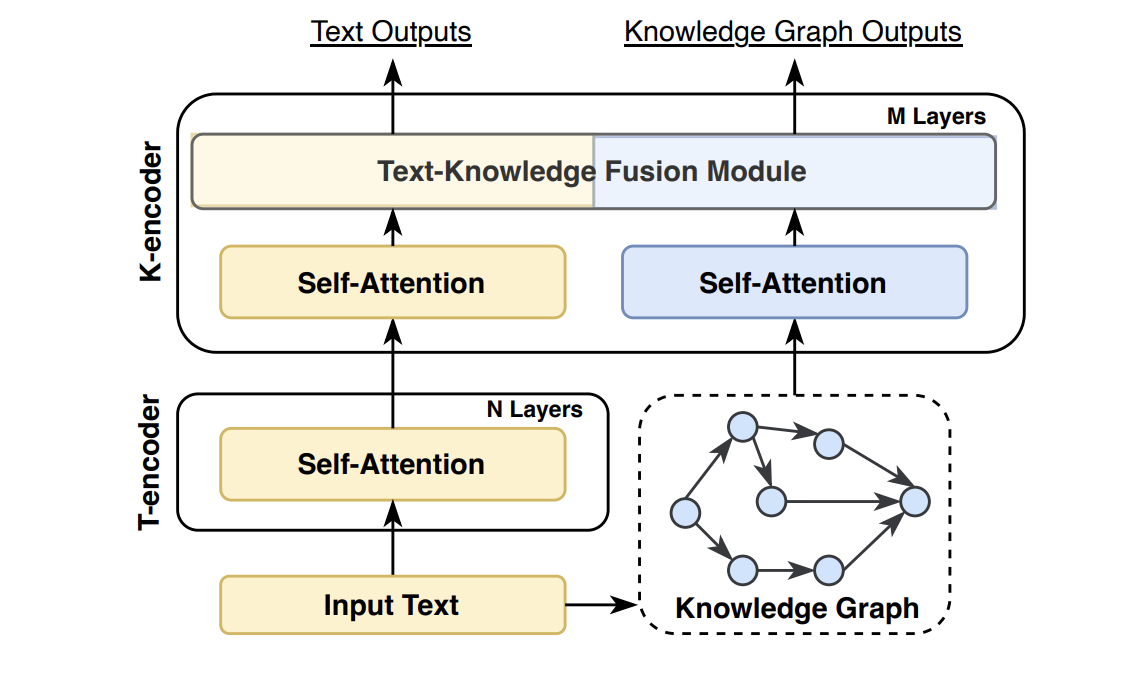 Text Outputs
Knowledge Graph Outputs
M Layers
Text-Knowledge Fusion Module
K-encoder
Self-Attention
Self-Attention
N Layers
T-encoder
Self-Attention
Input Text
Knowledge Graph